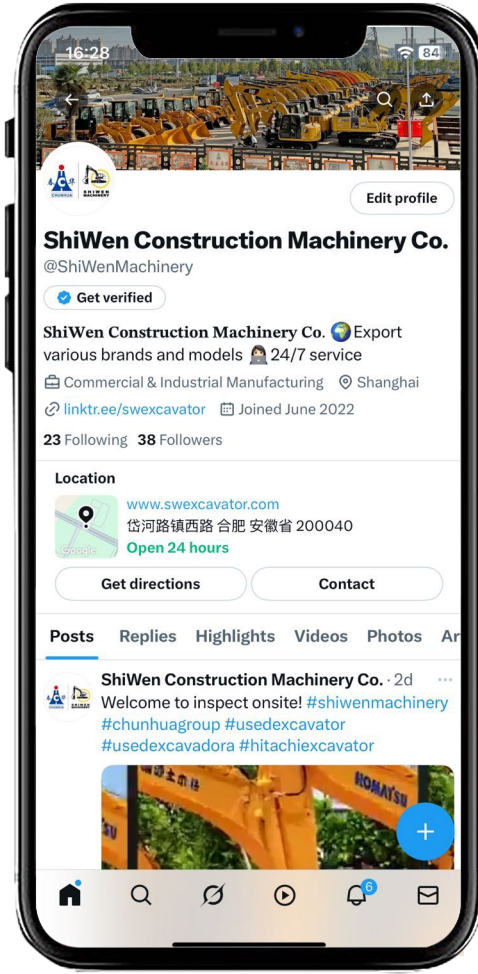 16:28
84
CHUNHUA
SHIWEN
MACHINERY
Edit profile
ShiWen Construction Machinery Co.
@ShiWenMachinery
Get verified
ShiWen Construction Machinery Co. 🌍Export
various brands and models 👩🏻‍💻 24/7 service
Commercial & Industrial Manufacturing Shanghai
linktr.ee/swexcavator Joined June 2022
23 Following 38 Followers
Location
www.swexcavator.com
岱河路镇西路 合肥 安徽省 200040
Open 24 hours
Google
Get directions Contact
Posts Replies Highlights Videos Photos Ar
ShiWen Construction Machinery Co. · 2d
Welcome to inspect onsite! #shiwenmachinery
#chunhuagroup #usedexcavator
#usedexcavadora #hitachiexcavator
KOMATSU
6